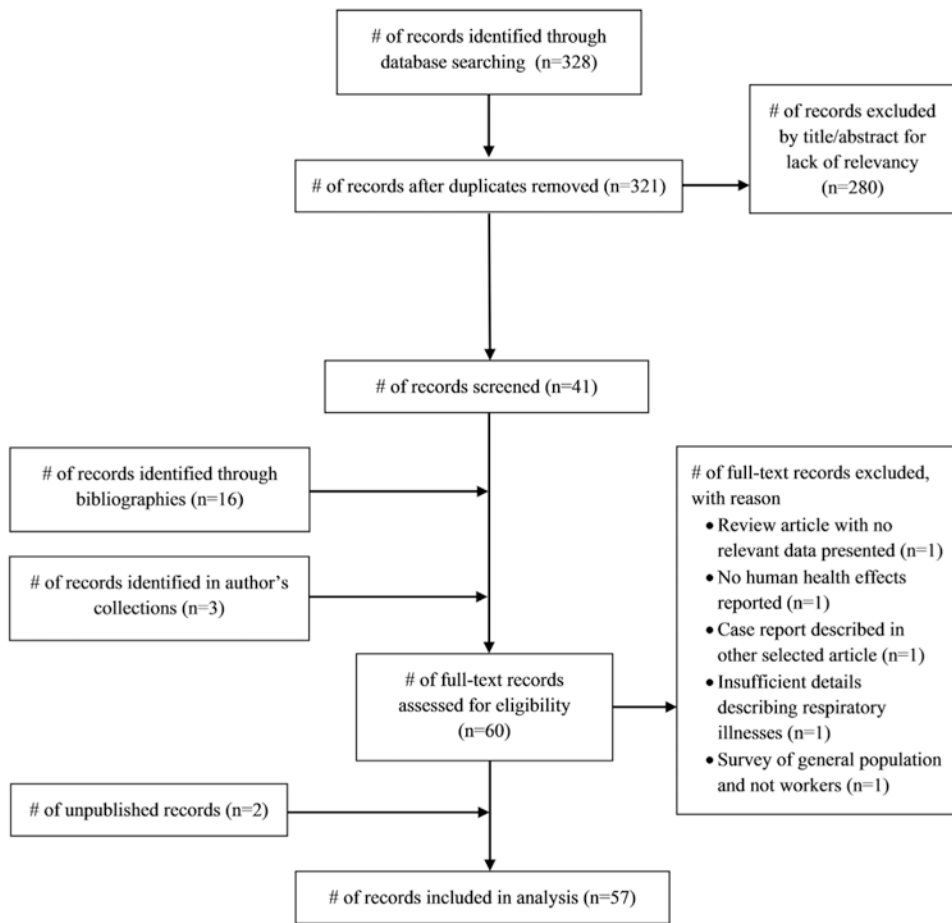 # of records identified through
database searching (n=328)
# of records excluded
by title/abstract for
lack of relevancy
(n=280)
# of records after duplicates removed (n=321)
# of records screened (n=41)
# of records identified through
bibliographies (n=16)
# of records identified in author's
collections (n=3)
# of full-text records excluded,
with reason
• Review article with no
relevant data presented (n=1)
• No human health effects
reported (n=1)
• Case report described in
other selected article (n=1)
• Insufficient details
describing respiratory
illnesses (n=1)
• Survey of general population
and not workers (n=1)
# of full-text records
assessed for eligibility
(n=60)
# of unpublished records (n=2)
# of records included in analysis (n=57)